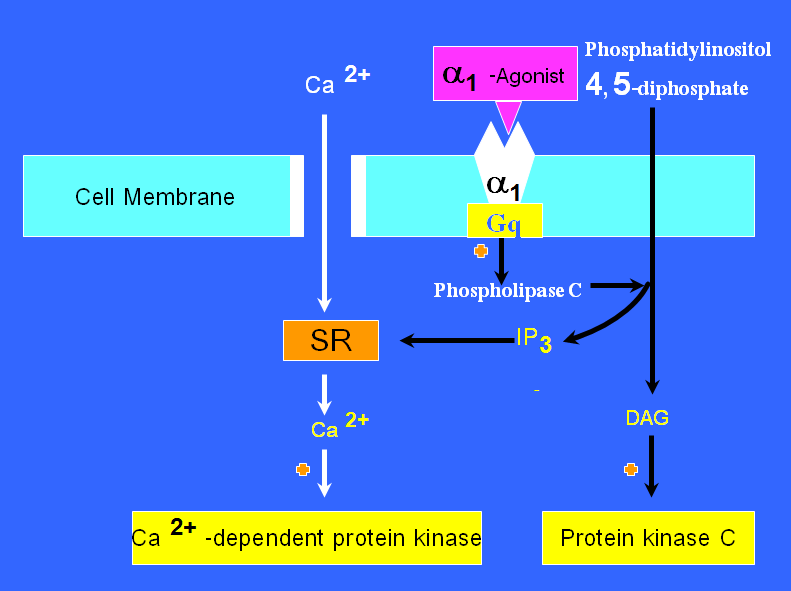 Ca 2+
α1 -Agonist
Phosphatidylinositol
4, 5-diphosphate
Cell Membrane
α1
Gq
Phospholipase C
SR
IP3
-
Ca 2+
DAG
Ca 2+ -dependent protein kinase
Protein kinase C